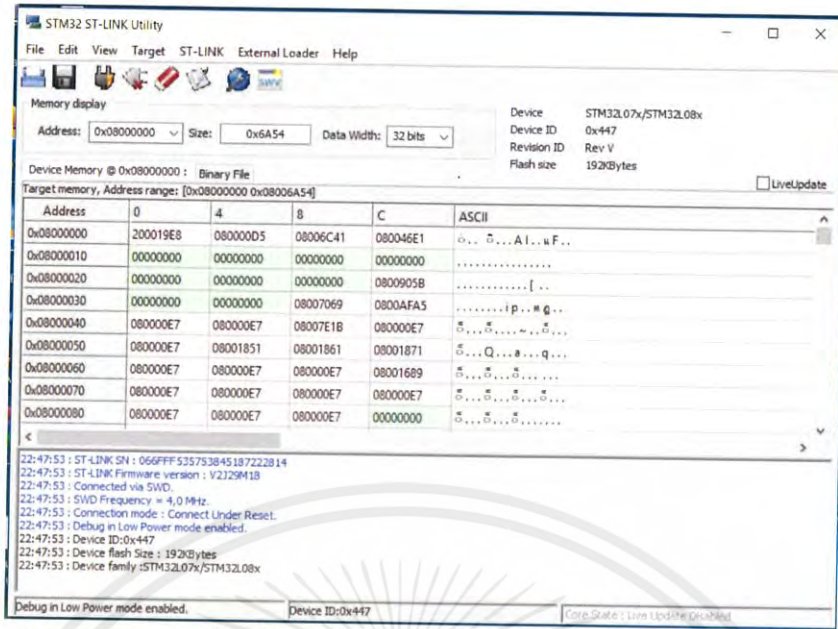 STM32 ST-LINK Utility
File Edit View Target ST-LINK External Loader Help
Memory display
Address: 0x08000000 Size: 0x6A54 Data Width: 32 bits
Device STM32L07x/STM32L08x
Device ID 0x447
Revision ID Rev V
Flash size 192KBytes
LiveUpdate
Device Memory @ 0x08000000 : Binary File
Target memory, Address range: [0x08000000 0x08006A54]
Address 0 4 8 C ASCII
0x08000000 200019E8 080000D5 08006C41 080046E1
0x08000010 00000000 00000000 00000000 00000000 ................
0x08000020 00000000 00000000 00000000 0800905B ............[ ..
0x08000030 00000000 00000000 08007069 0800AFA5
0x08000040 080000E7 080000E7 08007E1B 080000E7
0x08000050 080000E7 08001851 08001861 08001871
0x08000060 080000E7 080000E7 080000E7 08001689
0x08000070 080000E7 080000E7 080000E7 080000E7
0x08000080 080000E7 080000E7 080000E7 00000000
22:47:53 : ST-LINK SN : 066FFF535753845187222814
22:47:53 : ST-LINK Firmware version : V2J29M18
22:47:53 : Connected via SWD.
22:47:53 : SWD Frequency = 4,0 MHz.
22:47:53 : Connection mode : Connect Under Reset.
22:47:53 : Debug in Low Power mode enabled.
22:47:53 : Device ID:0x447
22:47:53 : Device flash Size : 192KBytes
22:47:53 : Device family :STM32L07x/STM32L08x
Debug in Low Power mode enabled. Device ID:0x447 Core State : Live Update Disabled